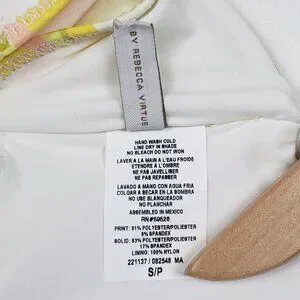 BY REBECCA VIRTUE
HAND WASH COLD
LINE DRY IN SHADE
NO BLEACH DO NOT IRON
LAVER A LA MAIN A L'EAU FROIDE
ETENDRE A L'OMBRE
NE PAS JAVELLISER
NE PAS REPASSER
LAVADO A MANO CON AGUA FRIA
COLGAR A SECAR EN LA SOMBRA
NO USAR BLANQUEADOR
NO PLANCHAR
ASSEMBLED IN MEXICO
RN#59526
PRINT: 91% POLYESTER/POLIESTER
9% SPANDEX
SOLID: 83% POLYESTER/POLIESTER
17% SPANDEX
LINING: 100% NYLON
221137 / 082548 MA
S/P